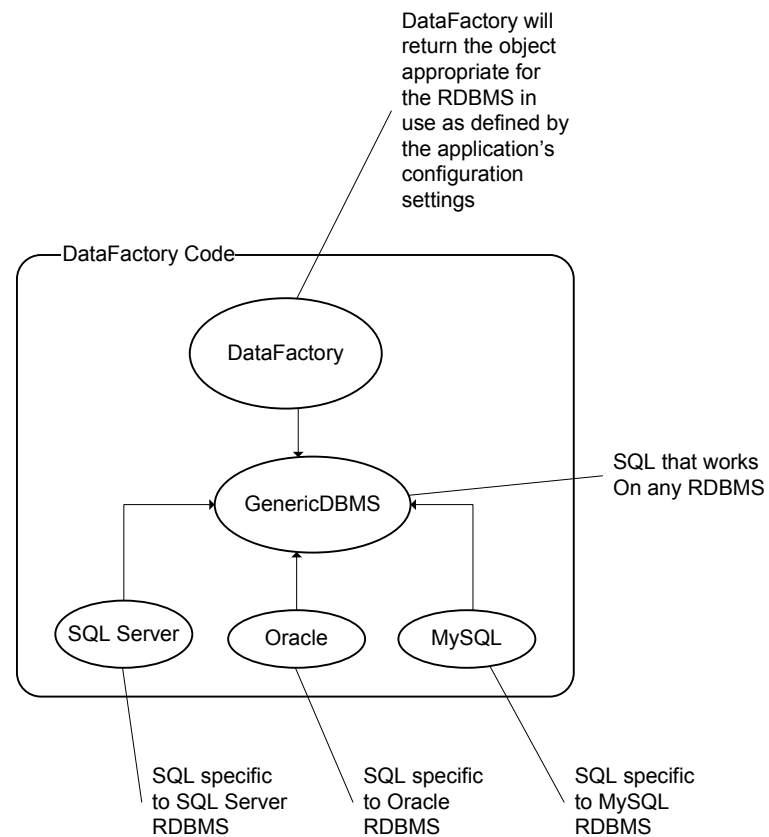 DataFactory will
return the object
appropriate for
the RDBMS in
use as defined by
the application's
configuration
settings
DataFactory Code
DataFactory
GenericDBMS
SQL that works
On any RDBMS
SQL Server
Oracle
MySQL
SQL specific
to SQL Server
RDBMS
SQL specific
to Oracle
RDBMS
SQL specific
to MySQL
RDBMS